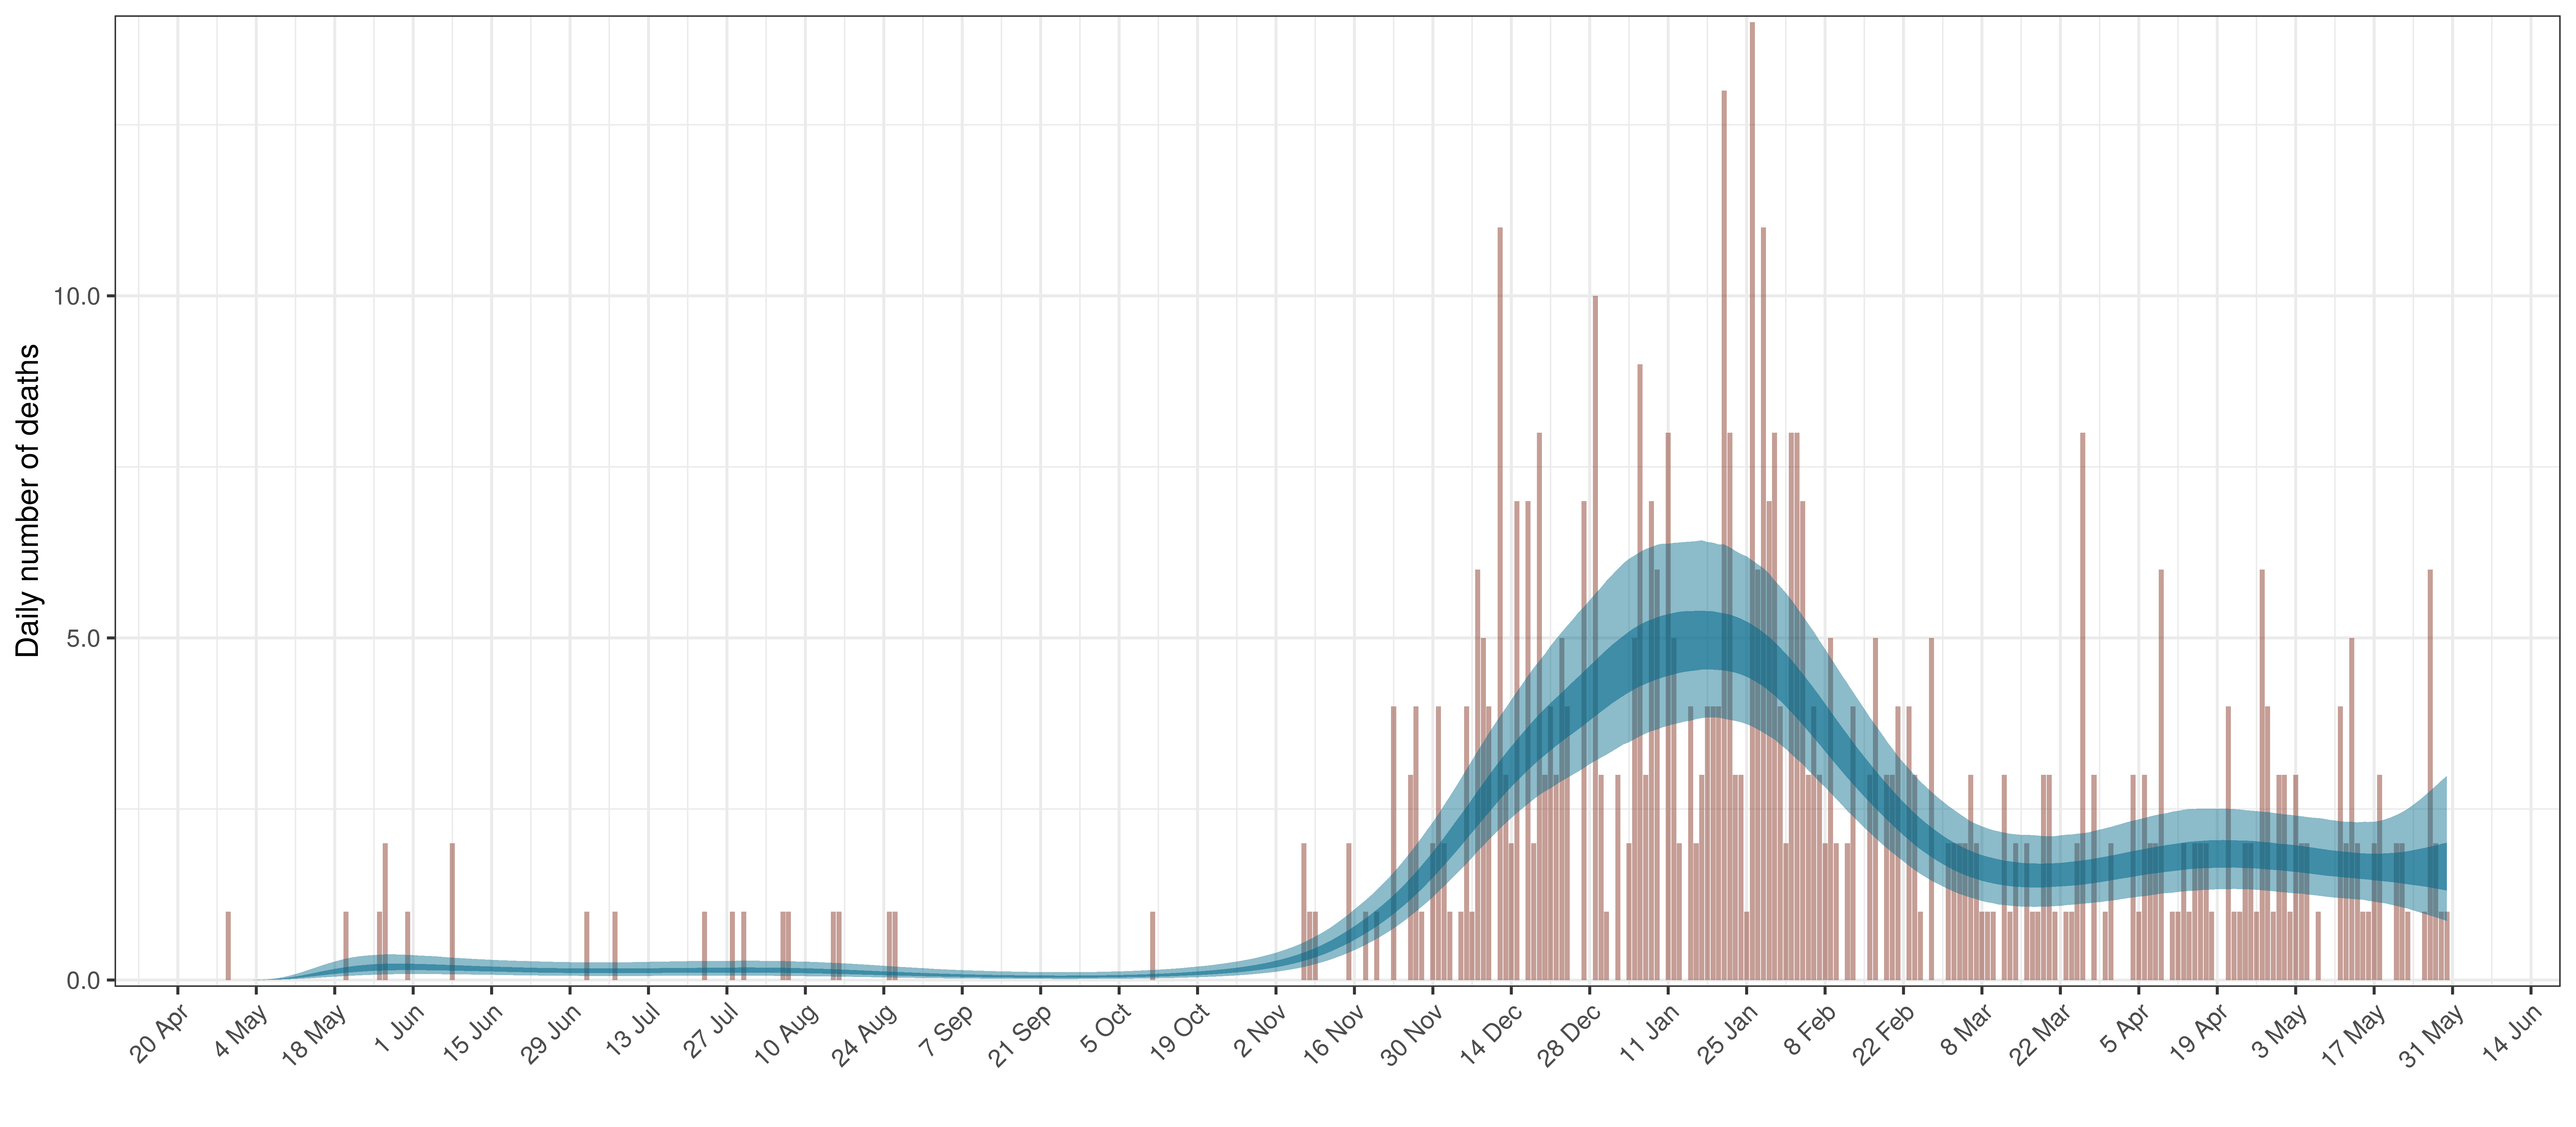 Daily number of deaths
10.0
5.0
0.0
20 Apr
4 May
18 May
1 Jun
15 Jun
29 Jun
13 Jul
27 Jul
10 Aug
24 Aug
7 Sep
21 Sep
5 Oct
19 Oct
2 Nov
16 Nov
30 Nov
14 Dec
28 Dec
11 Jan
25 Jan
8 Feb
22 Feb
8 Mar
22 Mar
5 Apr
19 Apr
3 May
17 May
31 May
14 Jun